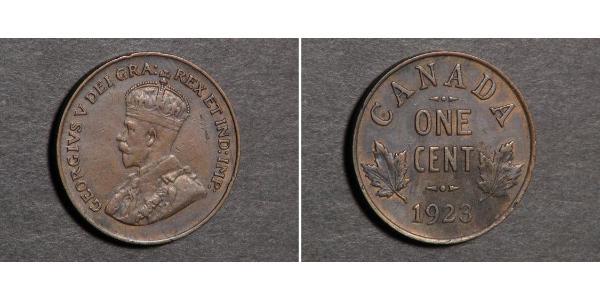 GEORGIVS V DEI GRA: REX ET IND: IMP:
CANADA
ONE
CENT
1923